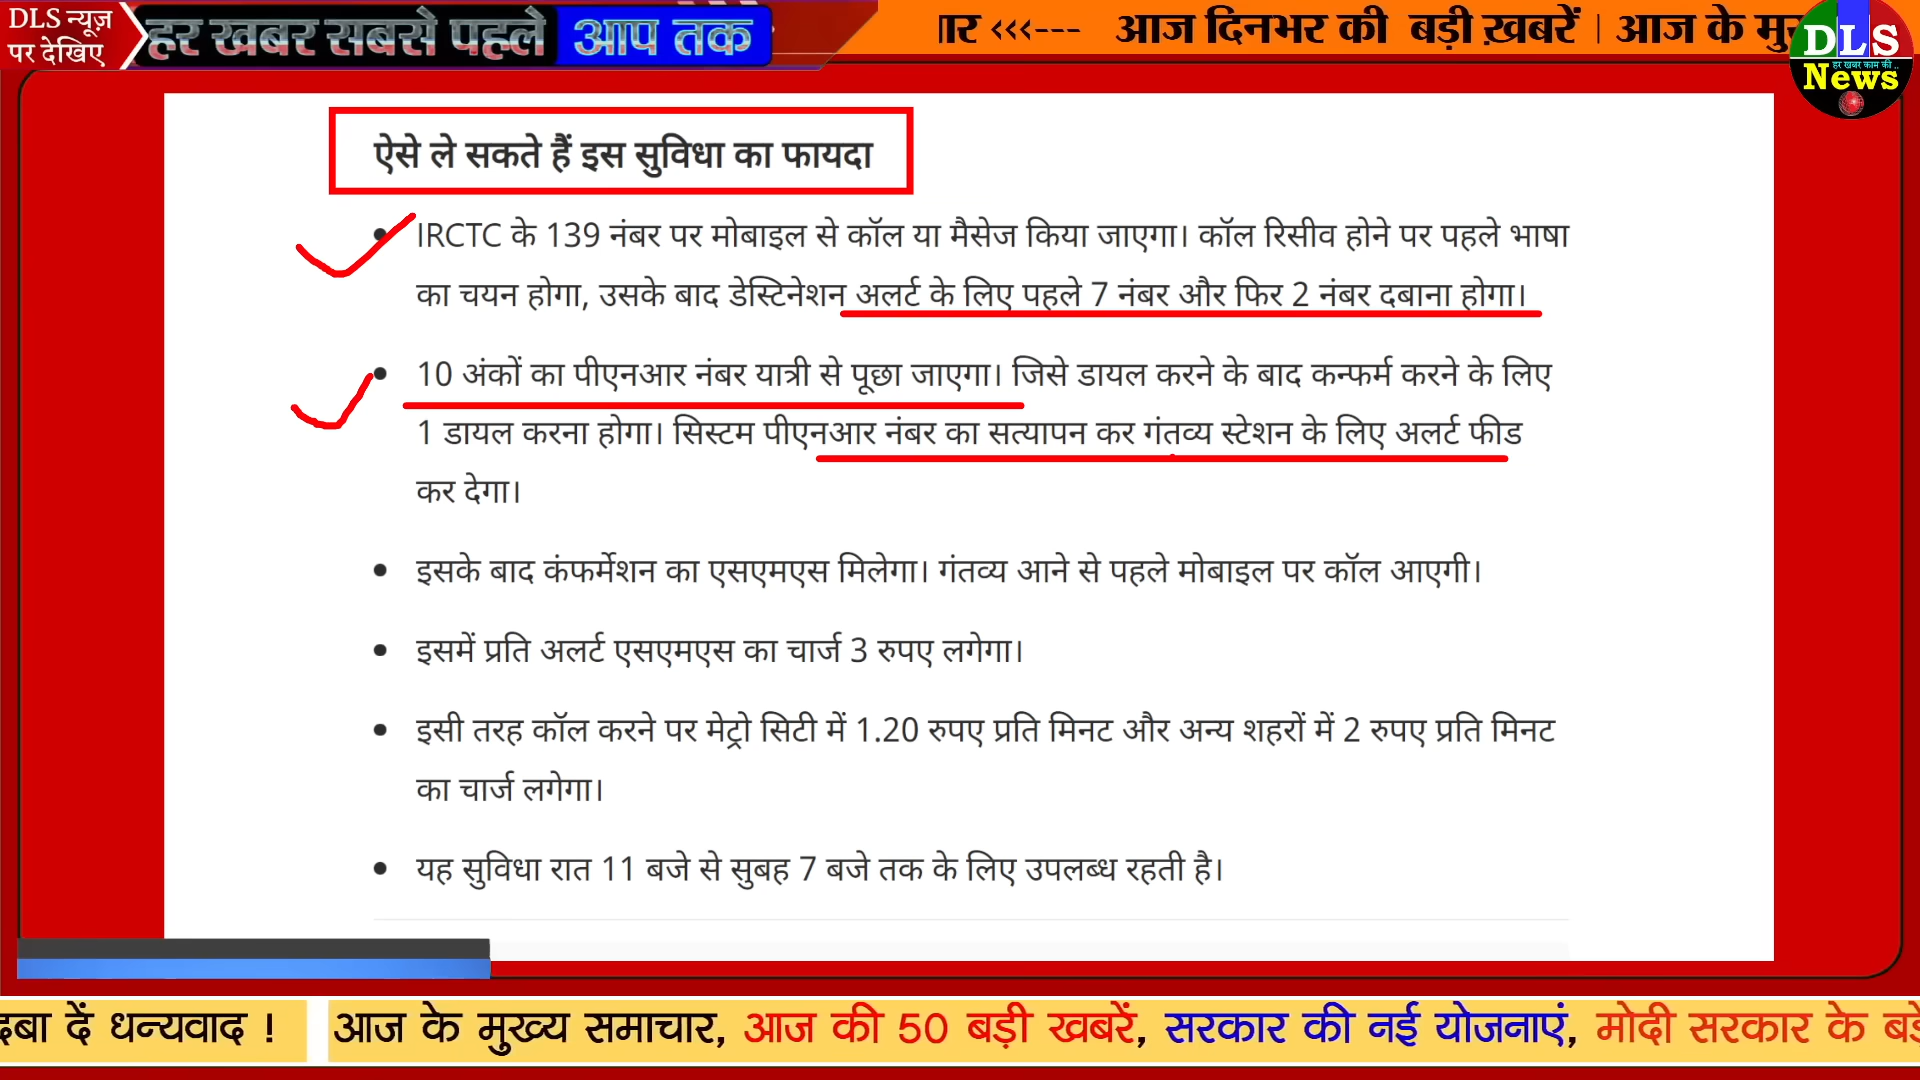 DLS न्यूज़
पर देखिए
हर खबर सबसे पहले आप तक
ार <<<--- आज दिनभर की बड़ी ख़बरें | आज के
DLS
हर खबर काम की..
News
ऐसे ले सकते हैं इस सुविधा का फायदा
• IRCTC के 139 नंबर पर मोबाइल से कॉल या मैसेज किया जाएगा। कॉल रिसीव होने पर पहले भाषा
का चयन होगा, उसके बाद डेस्टिनेशन अलर्ट के लिए पहले 7 नंबर और फिर 2 नंबर दबाना होगा।
• 10 अंकों का पीएनआर नंबर यात्री से पूछा जाएगा। जिसे डायल करने के बाद कन्फर्म करने के लिए
1 डायल करना होगा। सिस्टम पीएनआर नंबर का सत्यापन कर गंतव्य स्टेशन के लिए अलर्ट फीड
कर देगा।
• इसके बाद कंफर्मेशन का एसएमएस मिलेगा। गंतव्य आने से पहले मोबाइल पर कॉल आएगी।
• इसमें प्रति अलर्ट एसएमएस का चार्ज 3 रुपए लगेगा।
• इसी तरह कॉल करने पर मेट्रो सिटी में 1.20 रुपए प्रति मिनट और अन्य शहरों में 2 रुपए प्रति मिनट
का चार्ज लगेगा।
• यह सुविधा रात 11 बजे से सुबह 7 बजे तक के लिए उपलब्ध रहती है।
दबा दें धन्यवाद ! आज के मुख्य समाचार, आज की 50 बड़ी खबरें, सरकार की नई योजनाएं, मोदी सरकार के